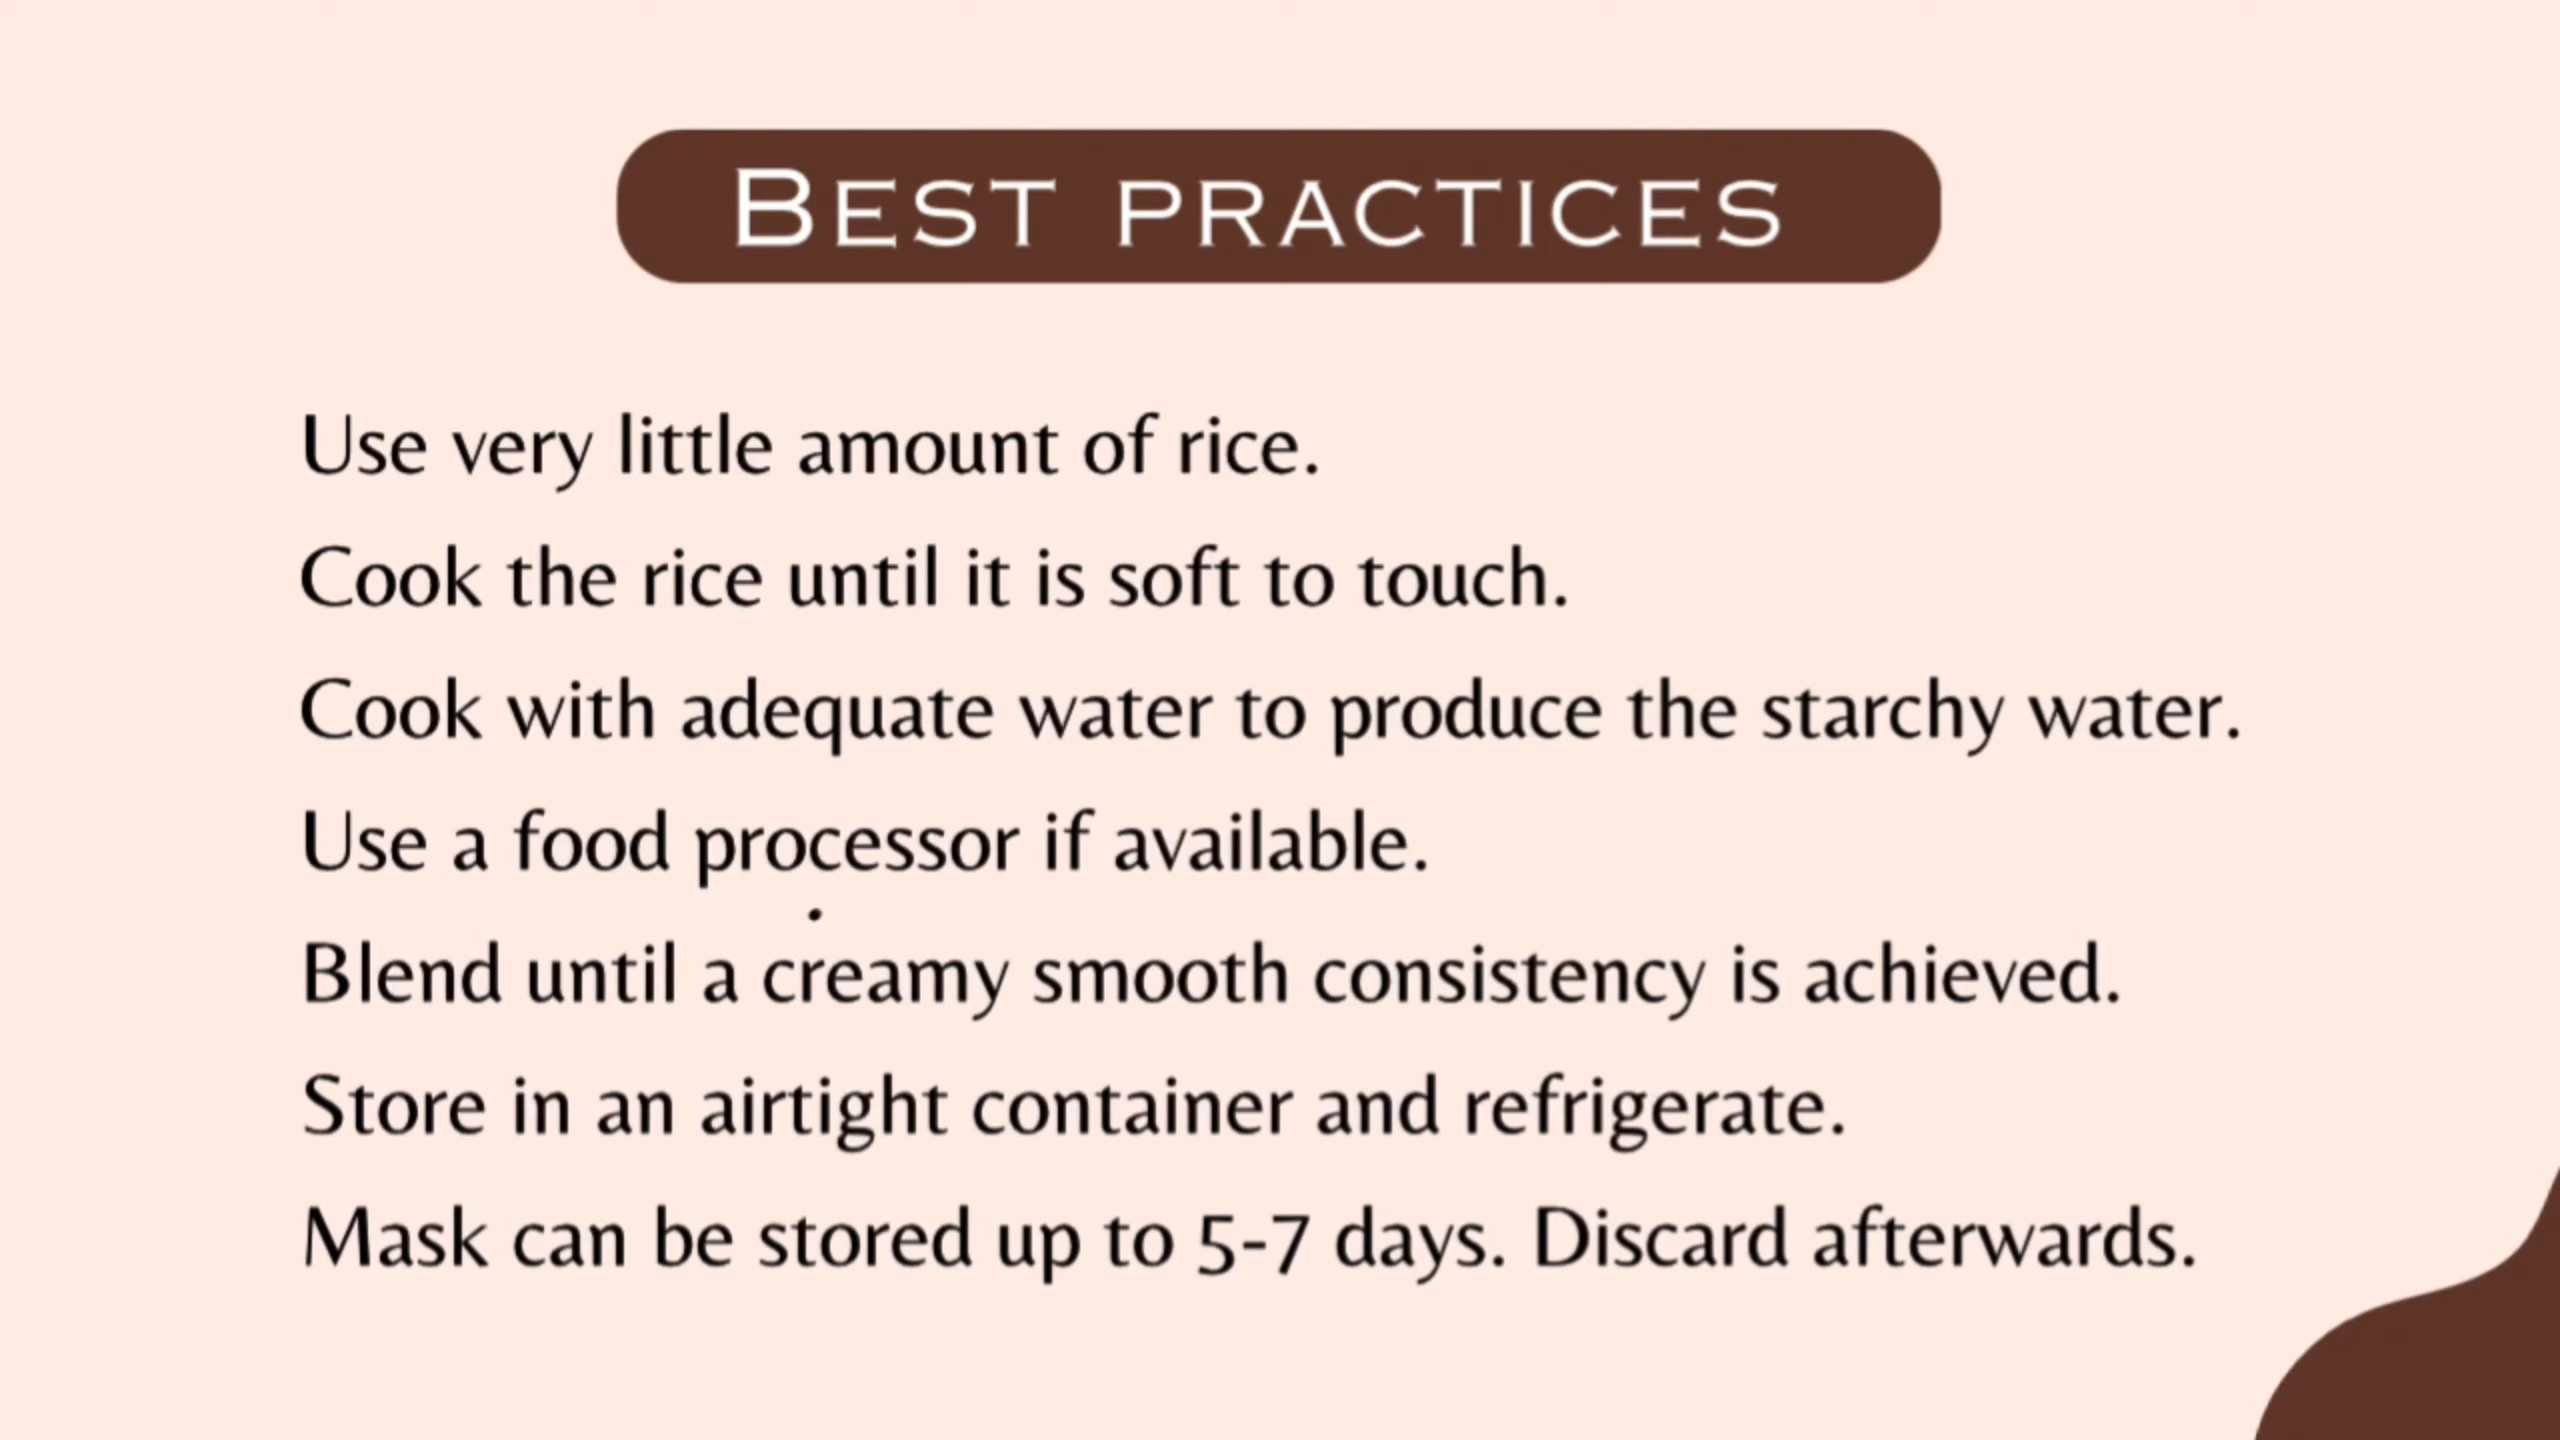 Best practices
Use very little amount of rice.
Cook the rice until it is soft to touch.
Cook with adequate water to produce the starchy water.
Use a food processor if available.
Blend until a creamy smooth consistency is achieved.
Store in an airtight container and refrigerate.
Mask can be stored up to 5-7 days. Discard afterwards.